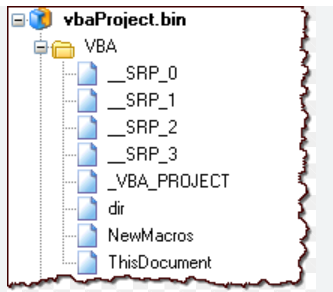 vbaProject.bin
VBA
__SRP_0
__SRP_1
__SRP_2
__SRP_3
_VBA_PROJECT
dir
NewMacros
ThisDocument